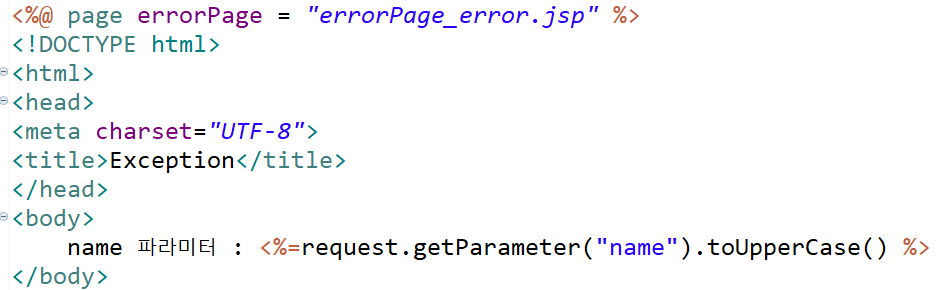 <%@ page errorPage = "errorPage_error.jsp" %>
<!DOCTYPE html>
<html>
<head>
<meta charset="UTF-8">
<title>Exception</title>
</head>
<body>
name 파라미터 : <%=request.getParameter("name").toUpperCase() %>
</body>